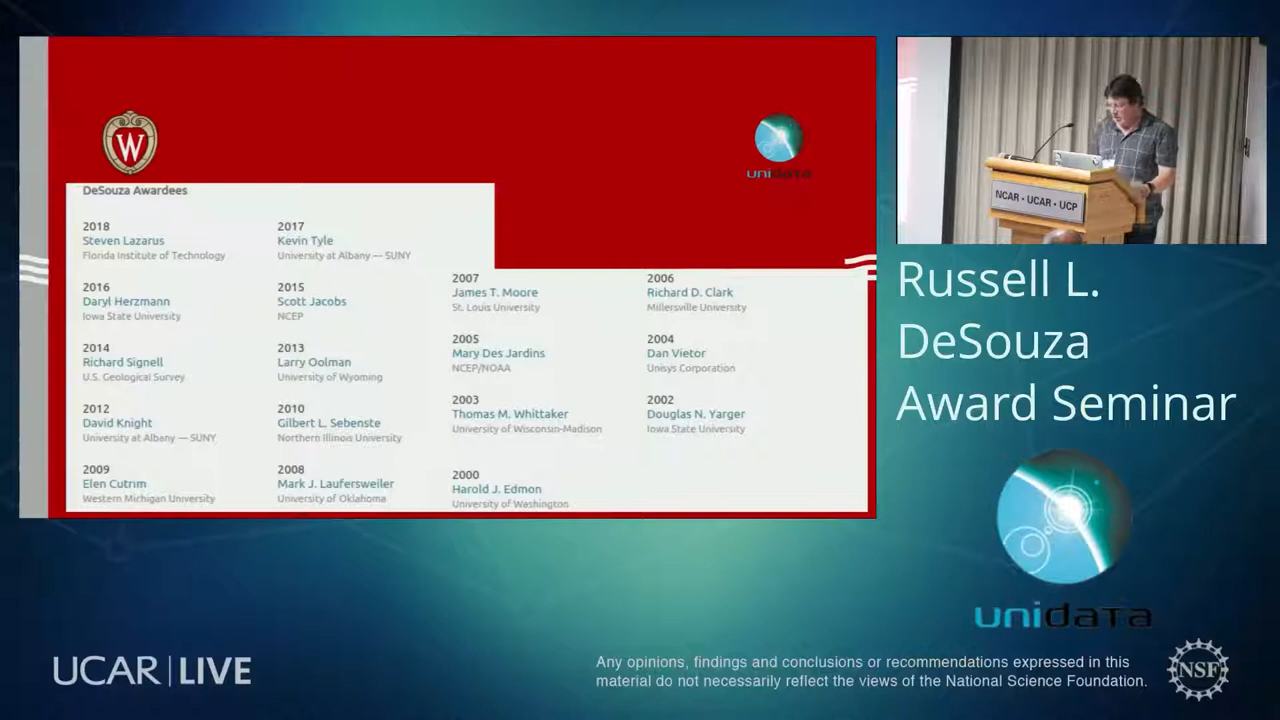 W
unidata
DeSouza Awardees
2018
Steven Lazarus
Florida Institute of Technology
2017
Kevin Tyle
University at Albany — SUNY
2016
Daryl Herzmann
Iowa State University
2015
Scott Jacobs
NCEP
2014
Richard Signell
U.S. Geological Survey
2013
Larry Oolman
University of Wyoming
2012
David Knight
University at Albany — SUNY
2010
Gilbert L. Sebenste
Northern Illinois University
2009
Elen Cutrim
Western Michigan University
2008
Mark J. Laufersweiler
University of Oklahoma
2007
James T. Moore
St. Louis University
2006
Richard D. Clark
Millersville University
2005
Mary Des Jardins
NCEP/NOAA
2004
Dan Vietor
Unisys Corporation
2003
Thomas M. Whittaker
University of Wisconsin-Madison
2002
Douglas N. Yarger
Iowa State University
2000
Harold J. Edmon
University of Washington
NCAR • UCAR • UCP
Russell L.
DeSouza
Award Seminar
unidata
UCAR | LIVE
Any opinions, findings and conclusions or recommendations expressed in this
material do not necessarily reflect the views of the National Science Foundation.
NSF